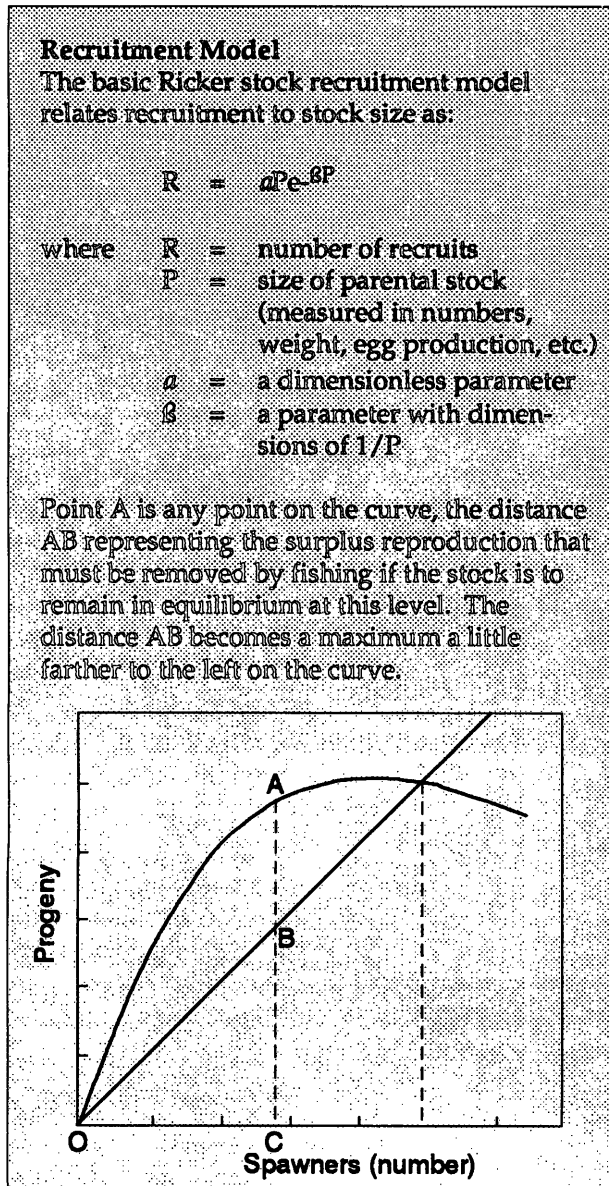 Recruitment Model
The basic Ricker stock recruitment model
relates recruitment to stock size as:
R = aPe-ßP
where R = number of recruits
P = size of parental stock
(measured in numbers,
weight, egg production, etc.)
a = a dimensionless parameter
ß = a parameter with dimen-
sions of 1/P
Point A is any point on the curve, the distance
AB representing the surplus reproduction that
must be removed by fishing if the stock is to
remain in equilibrium at this level. The
distance AB becomes a maximum a little
farther to the left on the curve.
A
B
Progeny
O C
Spawners (number)